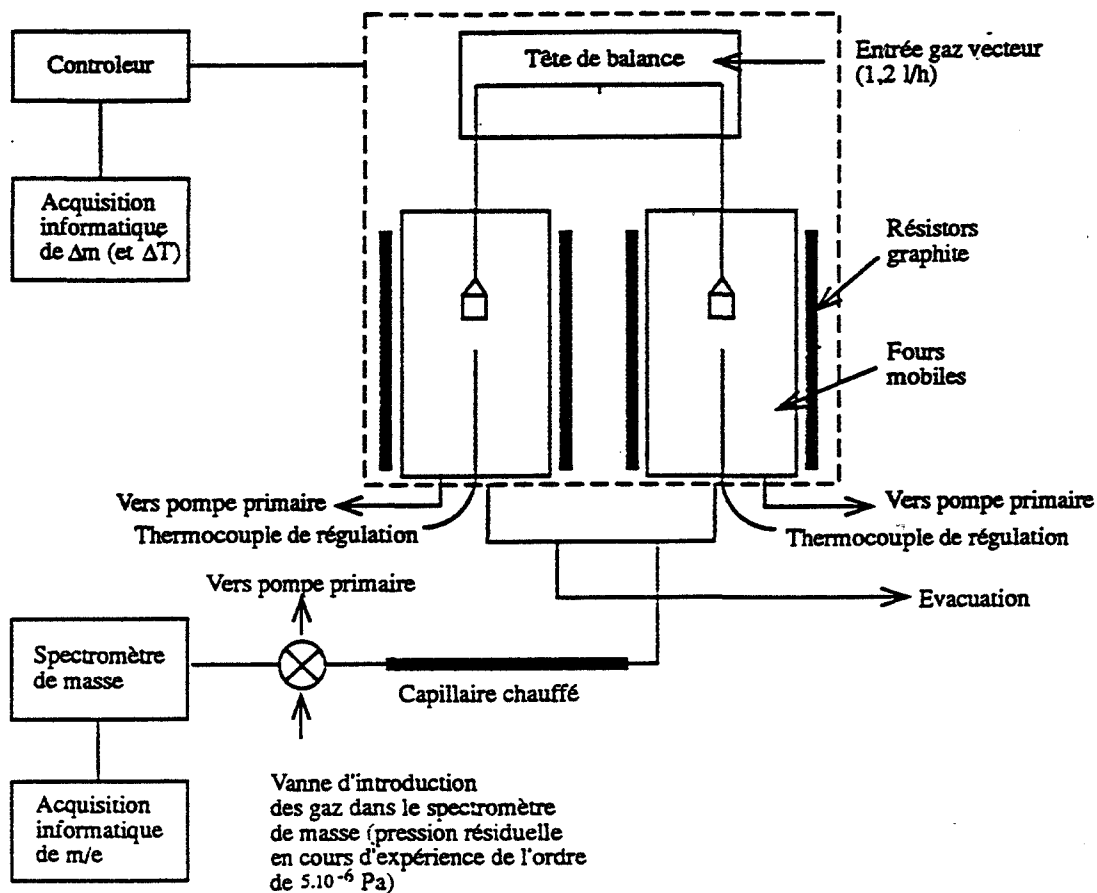 Controleur
Tête de balance
Entrée gaz vecteur
(1,2 l/h)
Acquisition
informatique
de Δm (et ΔT)
Résistors
graphite
Fours
mobiles
Vers pompe primaire
Thermocouple de régulation
Vers pompe primaire
Thermocouple de régulation
Vers pompe primaire
Evacuation
Spectromètre
de masse
Capillaire chauffé
Vanne d'introduction
des gaz dans le spectromètre
de masse (pression résiduelle
en cours d'expérience de l'ordre
de 5.10⁻⁶ Pa)
Acquisition
informatique
de m/e